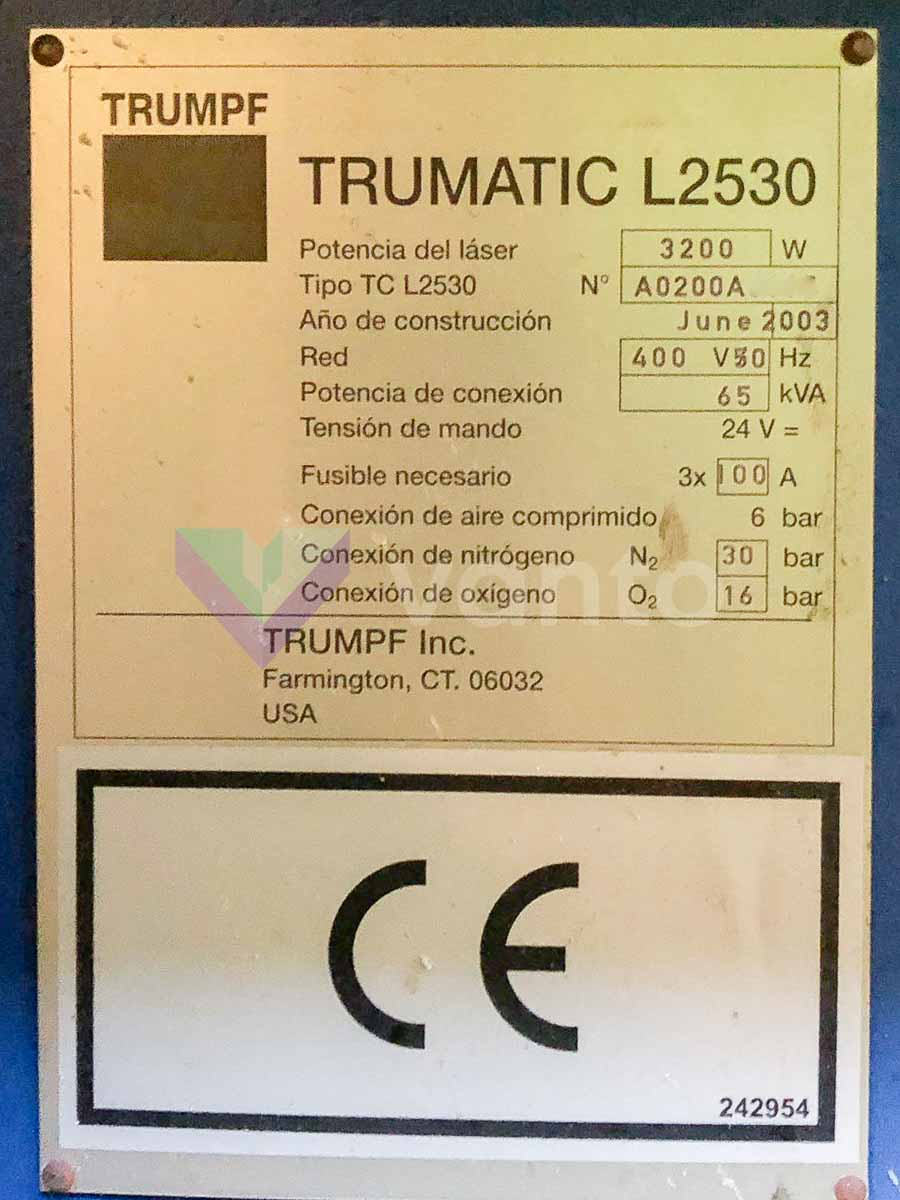 TRUMPF
TRUMATIC L2530
Potencia del láser 3200 W
Tipo TC L2530 N° A0200A
Año de construcción June 2003
Red 400 V 50 Hz
Potencia de conexión 65 kVA
Tensión de mando 24 V =
Fusible necesario 3x 100 A
Conexión de aire comprimido 6 bar
Conexión de nitrógeno N₂ 30 bar
Conexión de oxígeno O₂ 16 bar
vanto
TRUMPF Inc.
Farmington, CT. 06032
USA
CE
242954